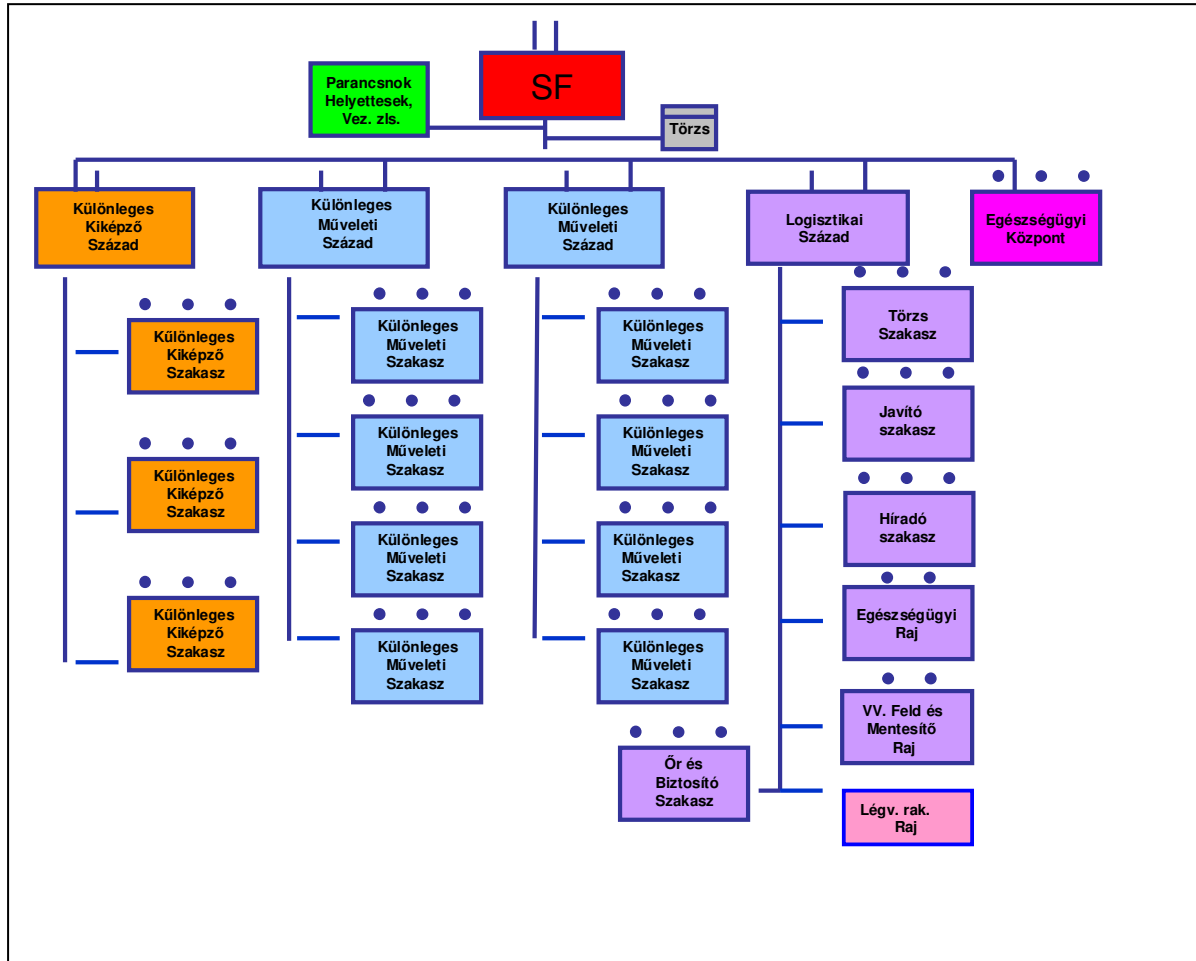 SF
Parancsnok
Helyettesek,
Vez. zls.
Törzs
Különleges
Kiképző
Század
Különleges
Műveleti
Század
Különleges
Műveleti
Század
Logisztikai
Század
Egészségügyi
Központ
Kűlönleges
Kiképző
Szakasz
Kűlönleges
Kiképző
Szakasz
Kűlönleges
Kiképző
Szakasz
Különleges
Műveleti
Szakasz
Különleges
Műveleti
Szakasz
Különleges
Műveleti
Szakasz
Különleges
Műveleti
Szakasz
Különleges
Műveleti
Szakasz
Különleges
Műveleti
Szakasz
Különleges
Műveleti
Szakasz
Különleges
Műveleti
Szakasz
Őr és
Biztosító
Szakasz
Törzs
Szakasz
Javító
szakasz
Híradó
szakasz
Egészségügyi
Raj
VV. Feld és
Mentesítő
Raj
Légv. rak.
Raj